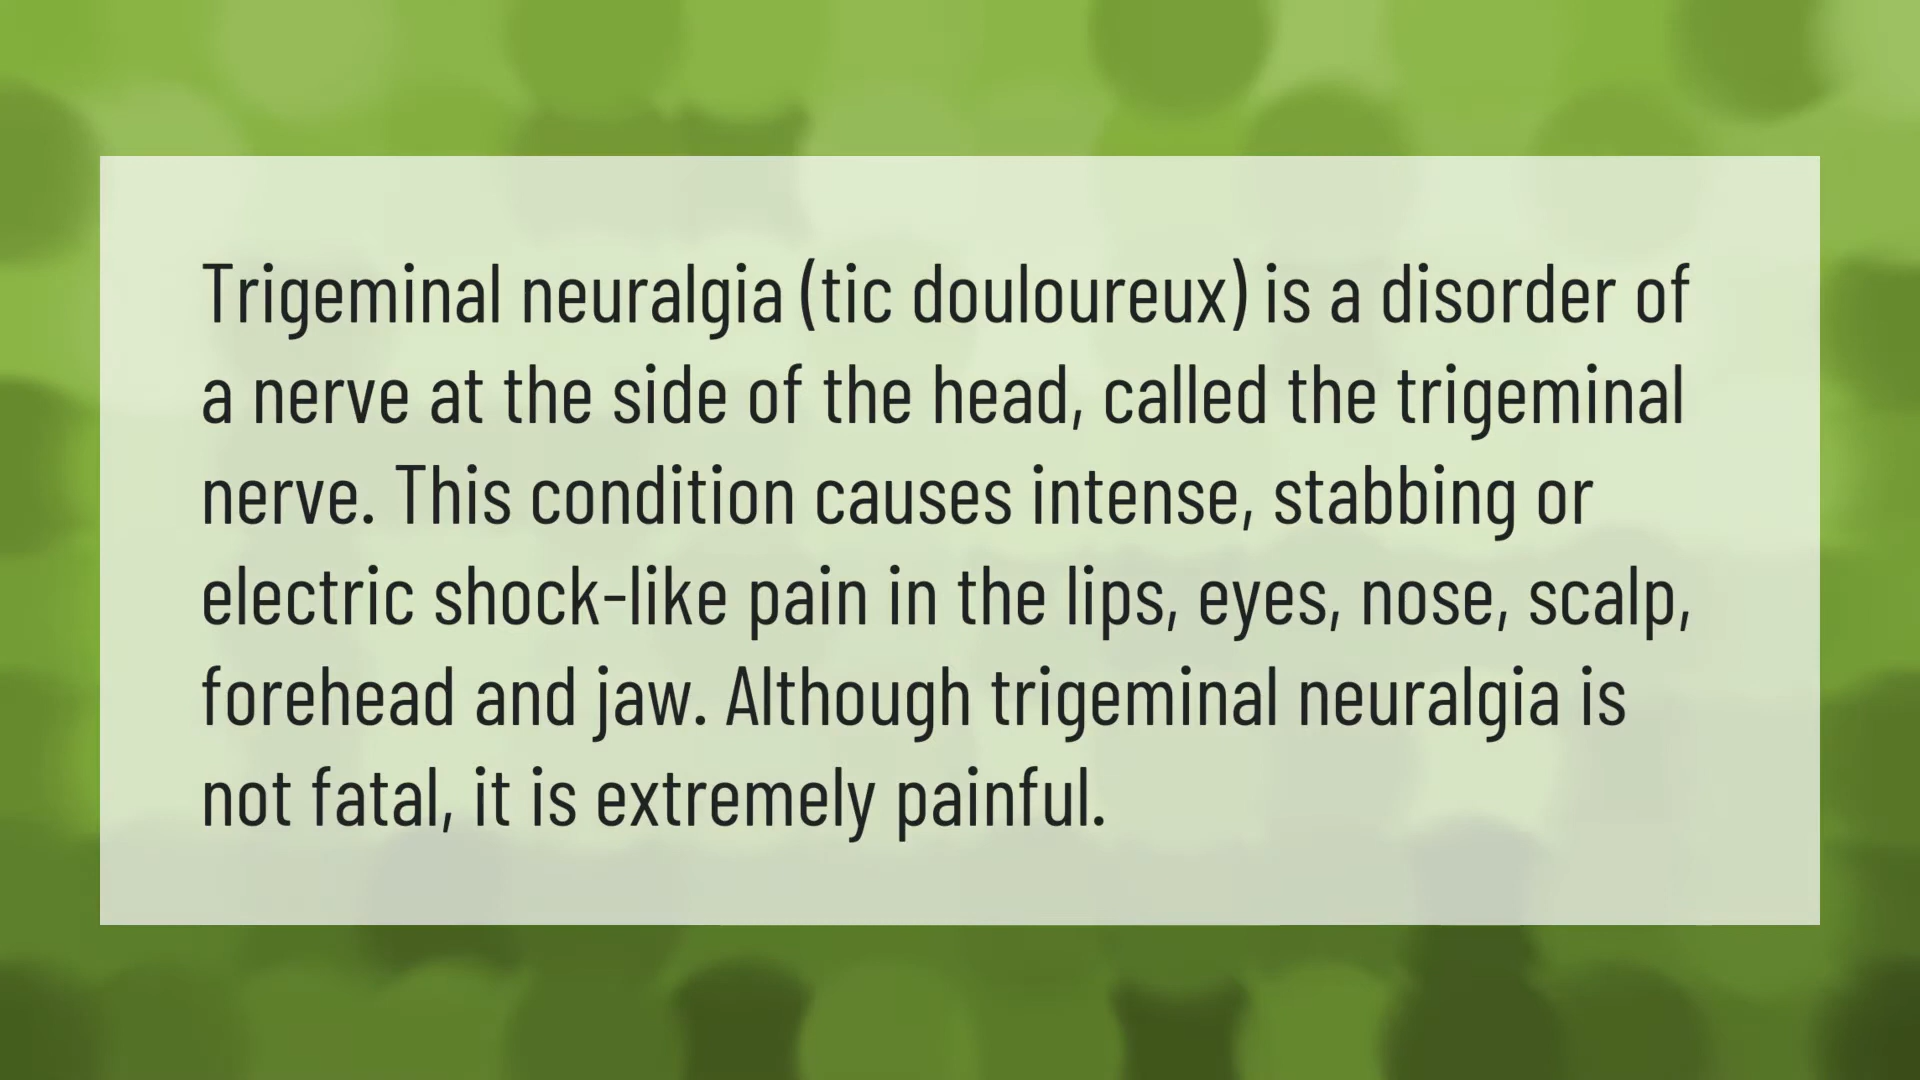 Trigeminal neuralgia (tic douloureux) is a disorder of
a nerve at the side of the head, called the trigeminal
nerve. This condition causes intense, stabbing or
electric shock-like pain in the lips, eyes, nose, scalp,
forehead and jaw. Although trigeminal neuralgia is
not fatal, it is extremely painful.